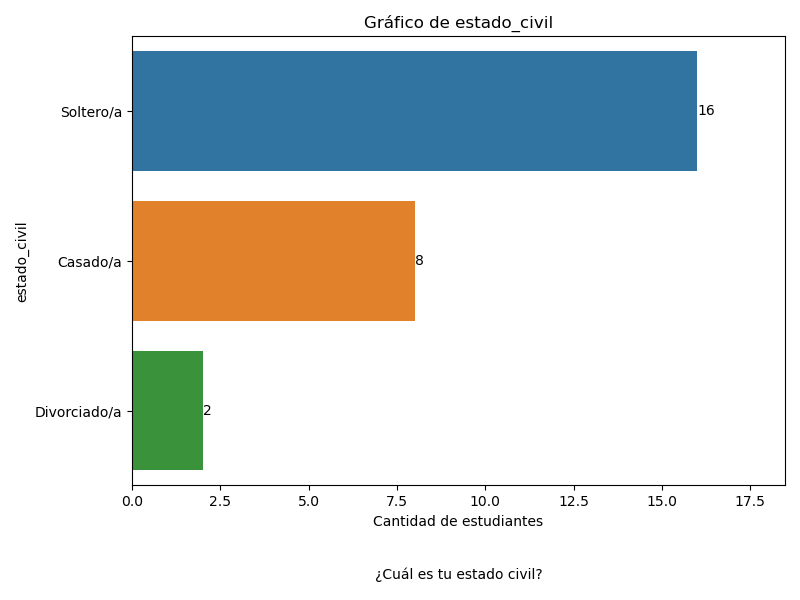 Gráfico de estado_civil
estado_civil
Soltero/a
16
Casado/a
8
Divorciado/a
2
0.0 2.5 5.0 7.5 10.0 12.5 15.0 17.5
Cantidad de estudiantes
¿Cuál es tu estado civil?